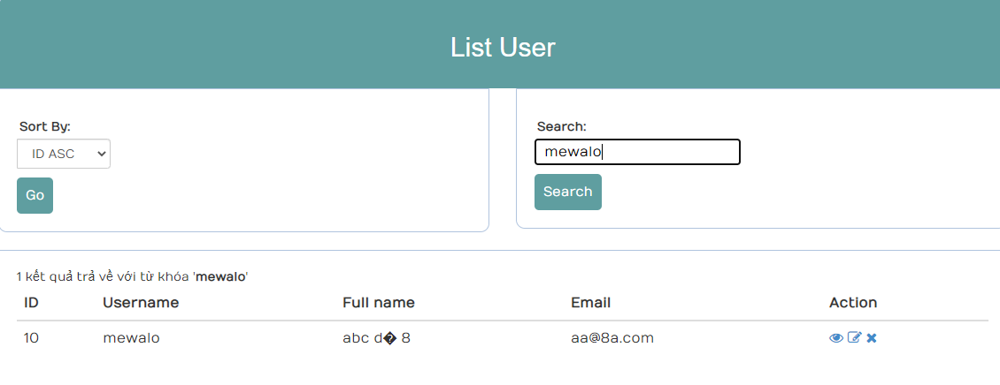 List User
Sort By:
ID ASC
Go
Search:
mewalo
Search
1 kết quả trả về với từ khóa 'mewalo'
ID Username Full name Email Action
10 mewalo abc d� 8 aa@8a.com